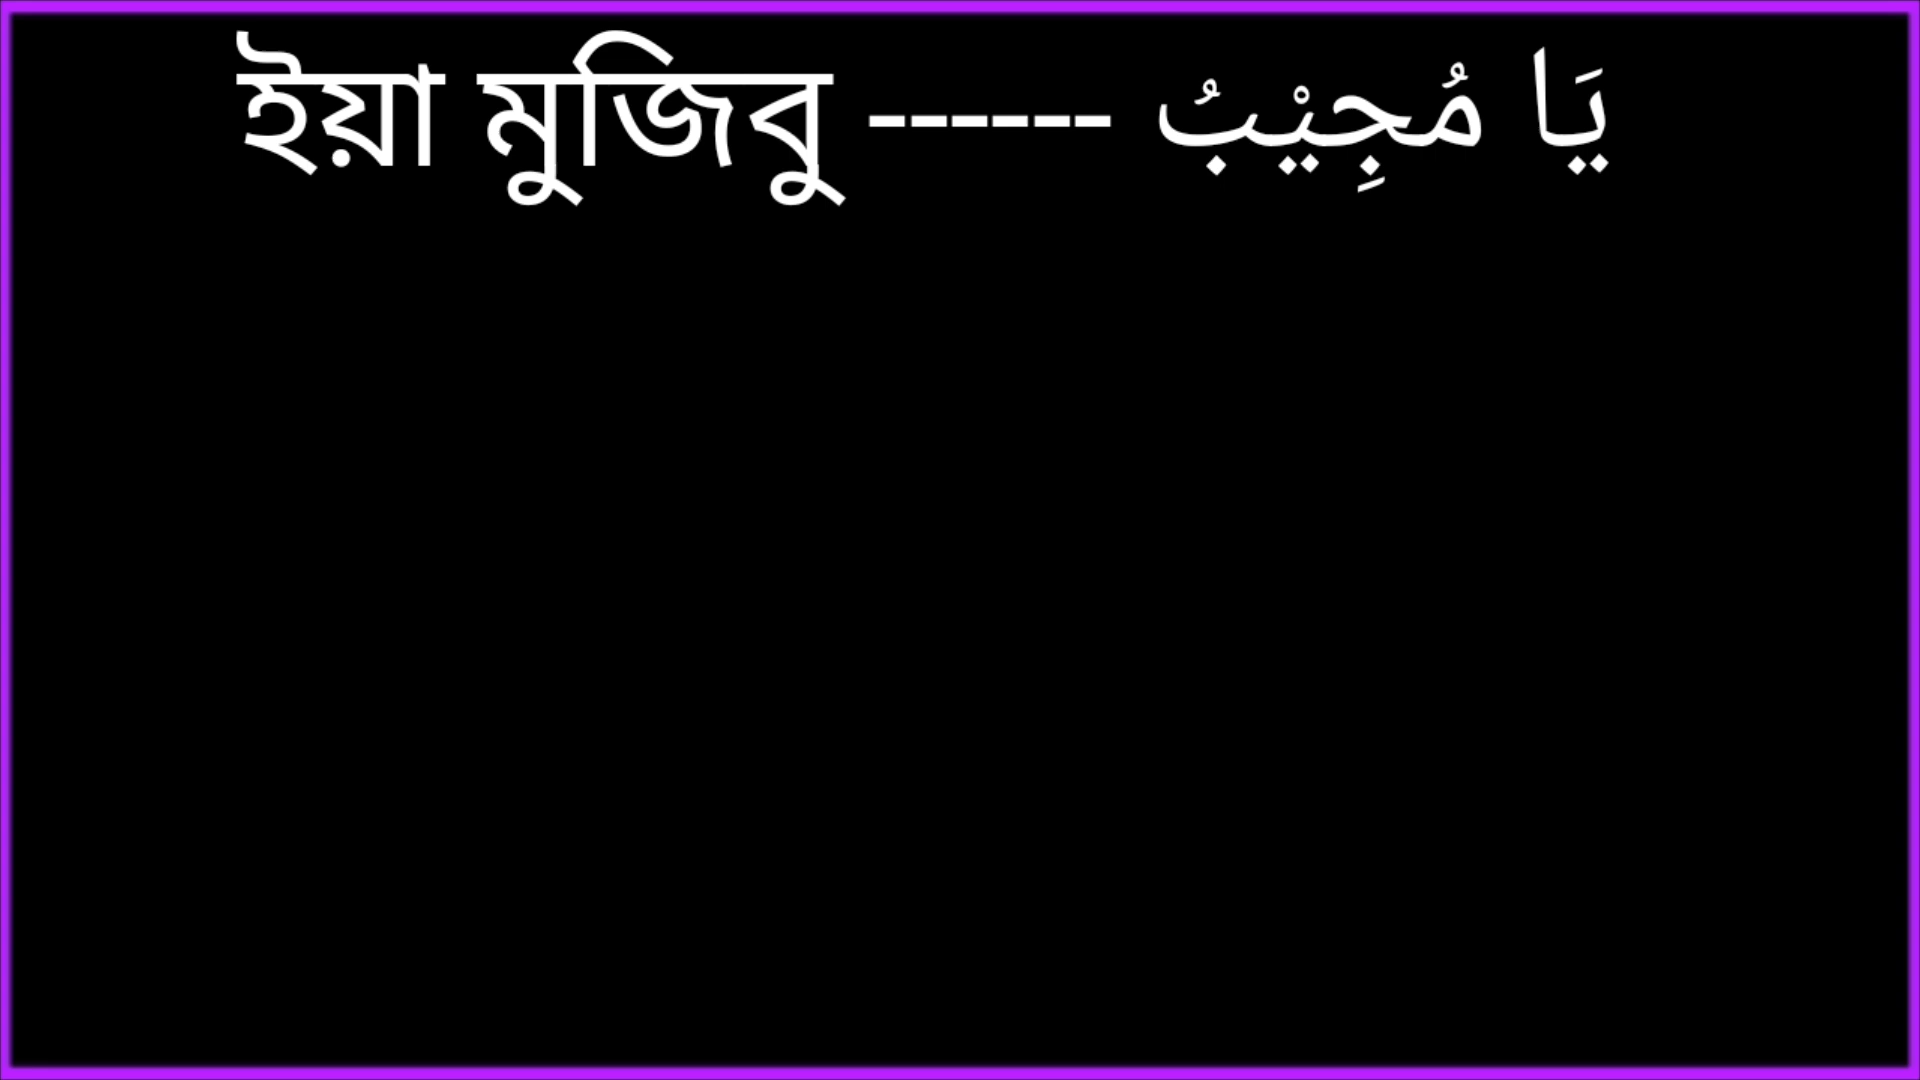 ইয়া মুজিবু ------ يَا مُجِيْبُ